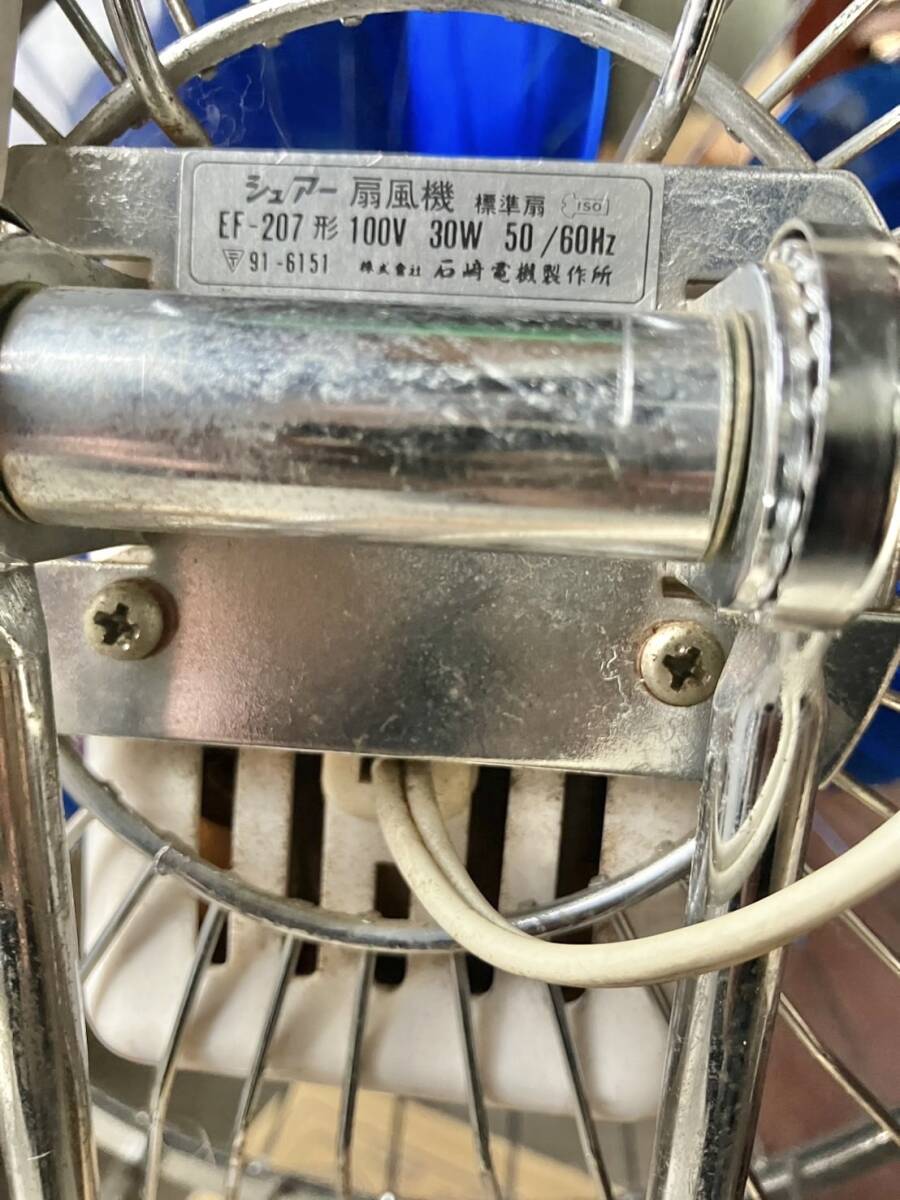 シュアー 扇風機 標準扇 ISO
EF-207形 100V 30W 50/60Hz
〒 91-6151 株式會社 石崎電機製作所